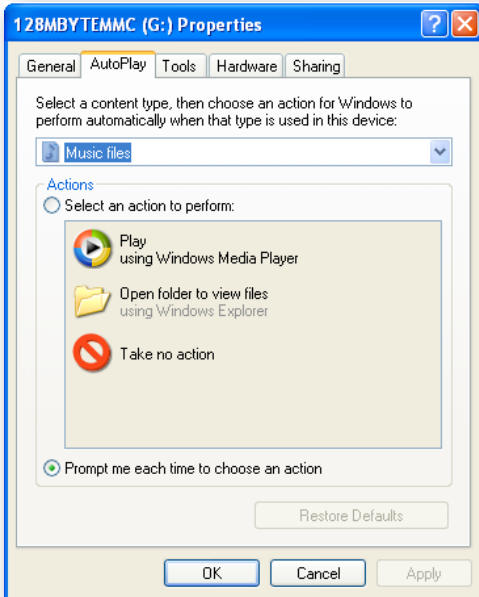 128MBYTEMMC (G:) Properties
General AutoPlay Tools Hardware Sharing
Select a content type, then choose an action for Windows to
perform automatically when that type is used in this device:
Music files
Actions
Select an action to perform:
Play
using Windows Media Player
Open folder to view files
using Windows Explorer
Take no action
Prompt me each time to choose an action
Restore Defaults
OK Cancel Apply